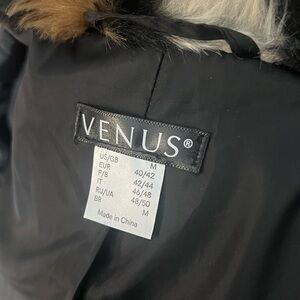 VENUS®
US/GB M
EUR 40/42
F/B 42/44
IT 46/48
RU/UA 48/50
BR M
Made in China